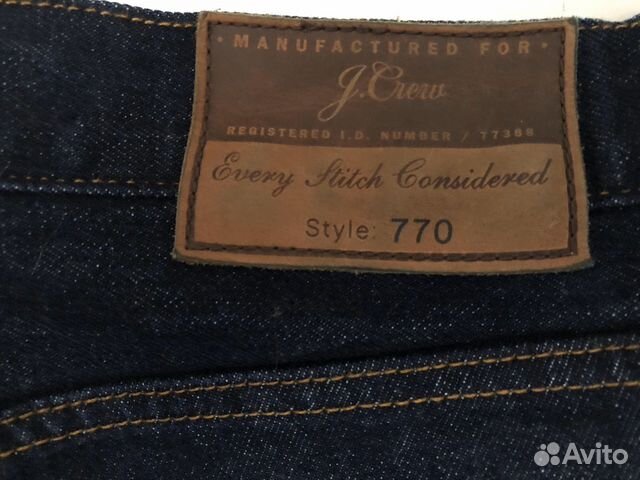 · MANUFACTURED FOR ·
J.Crew
REGISTERED I.D. NUMBER / 77388
Every Stitch Considered
Style: 770
Avito